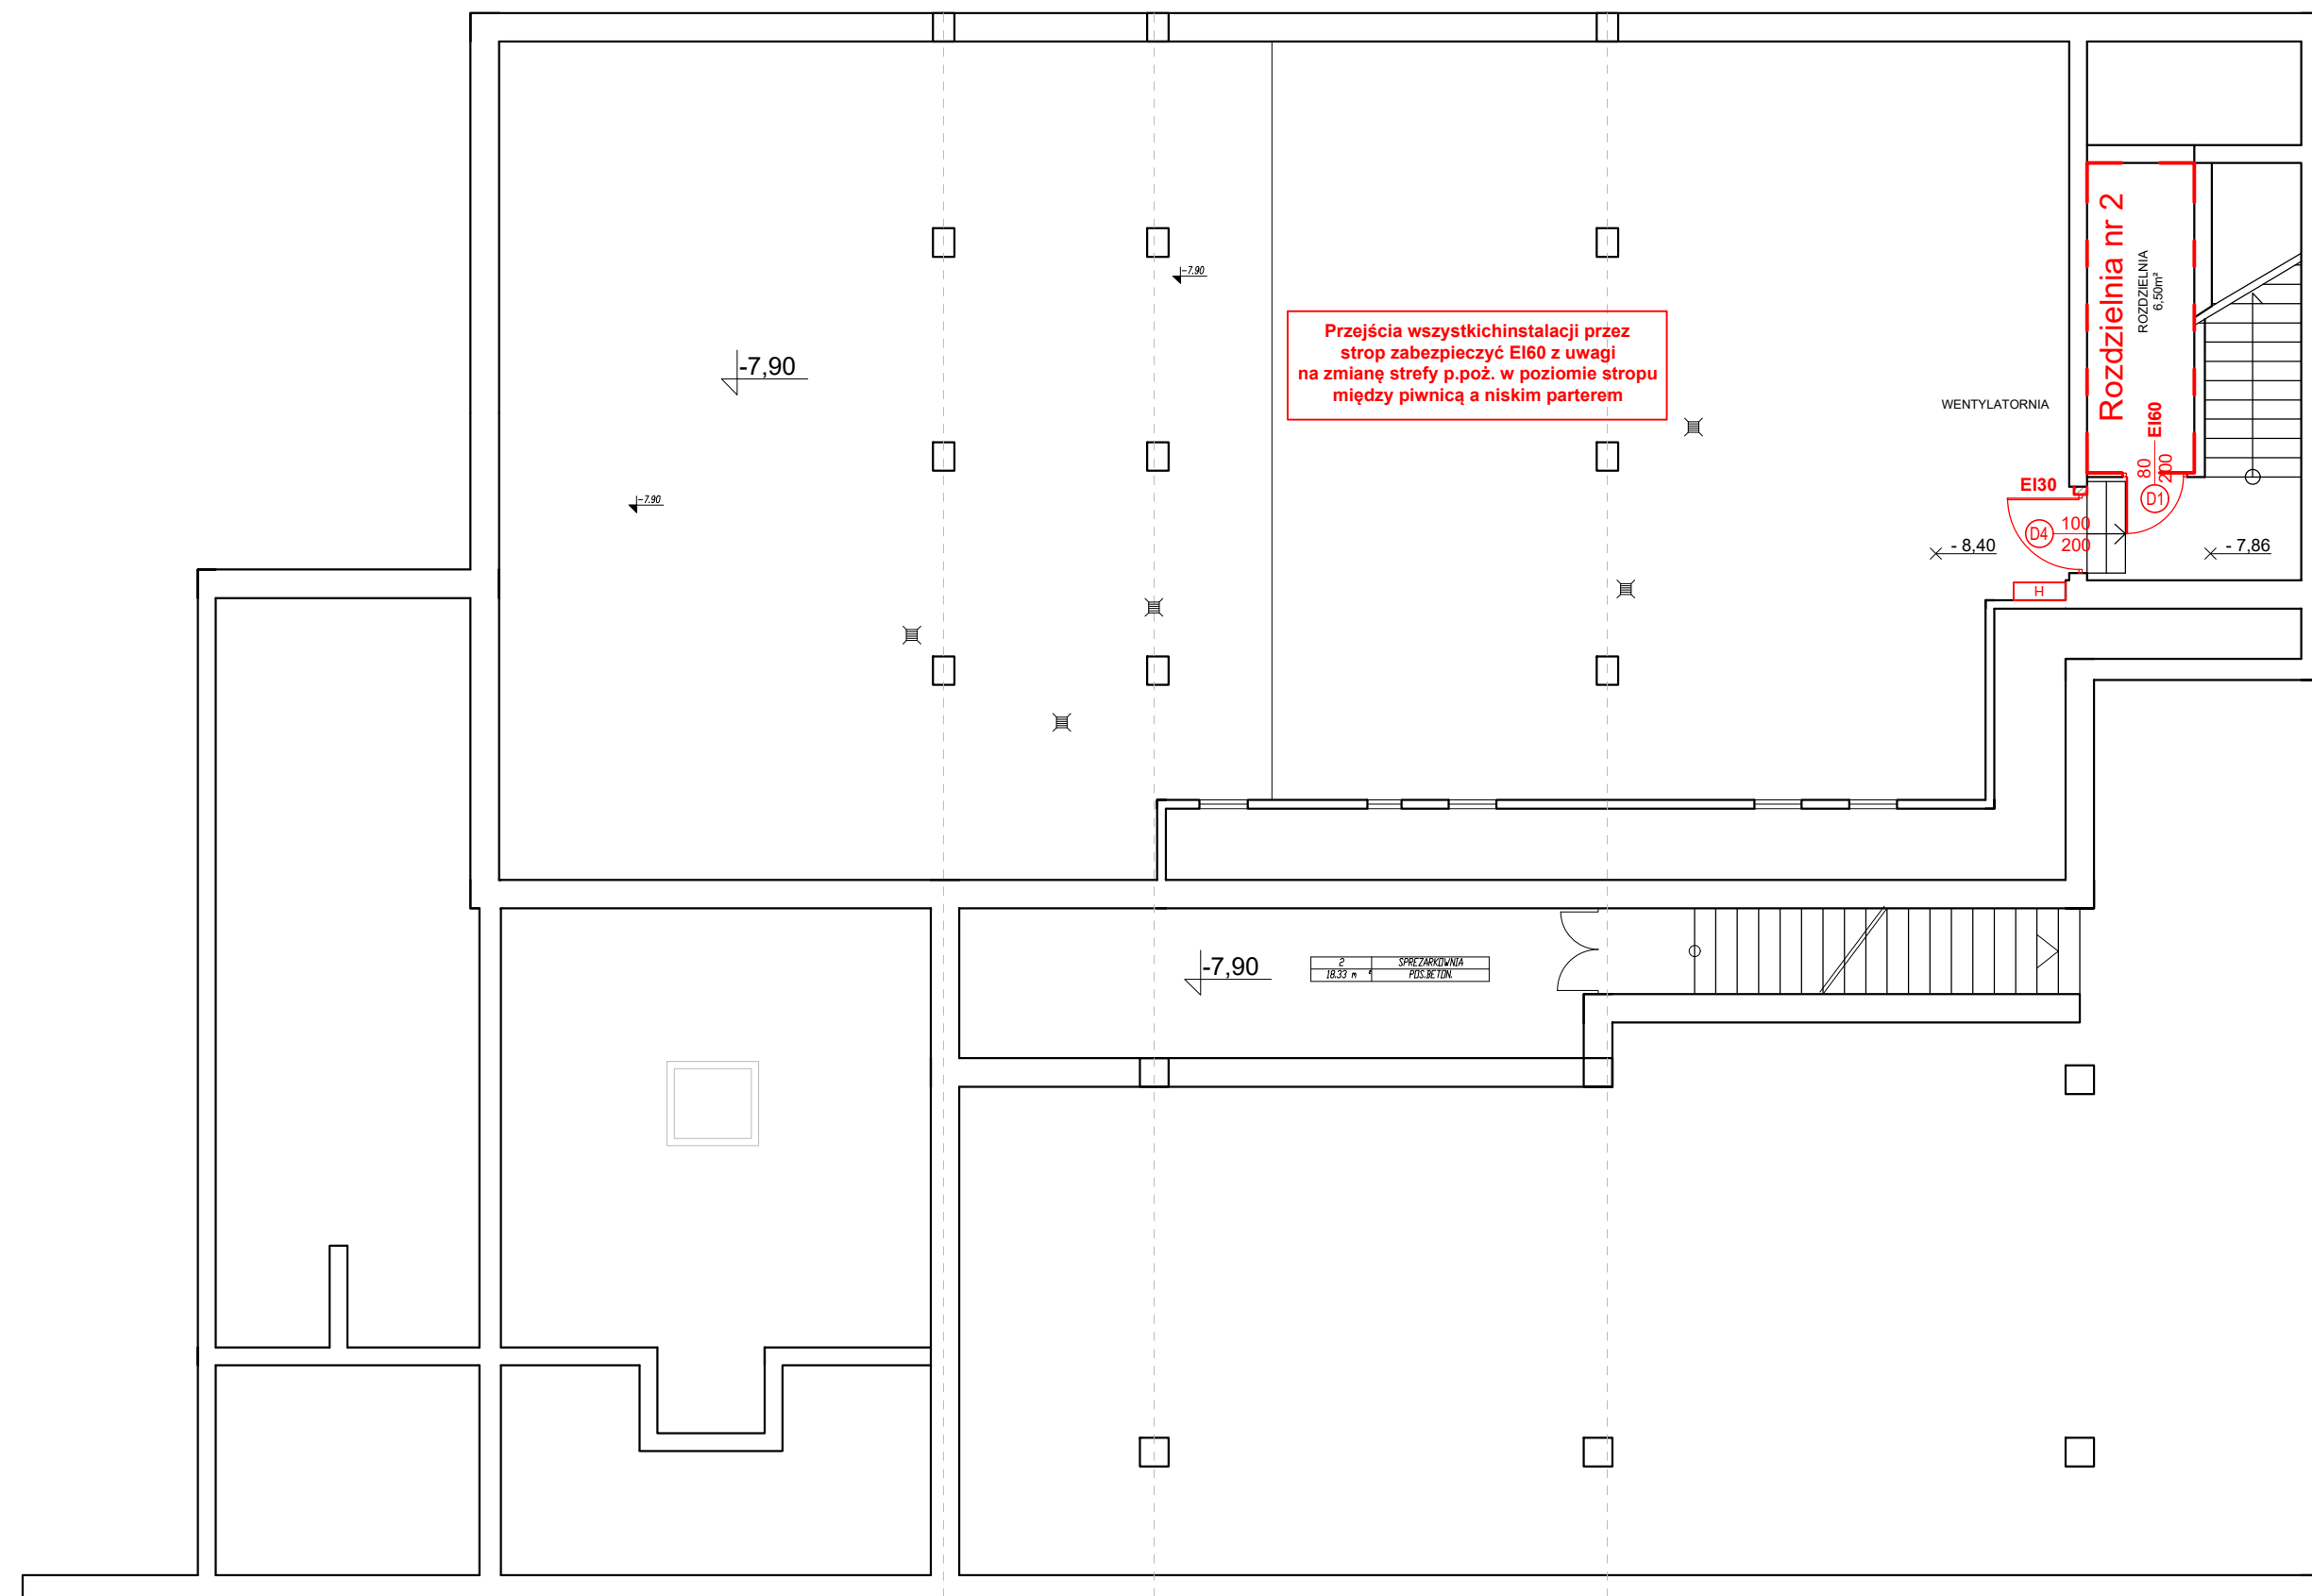 -7.90
Przejścia wszystkichinstalacji przez
strop zabezpieczyć EI60 z uwagi
na zmianę strefy p.poż. w poziomie stropu
między piwnicą a niskim parterem
-7,90
WENTYLATORNIA
Rozdzielnia nr 2
ROZDZIELNIA
6,50m²
EI60
80
200
D1
EI30
D4
100
200
-7.90
- 8,40
- 7,86
H
-7,90
2 SPREZARKOWNIA
18.33 m² POS.BETON.